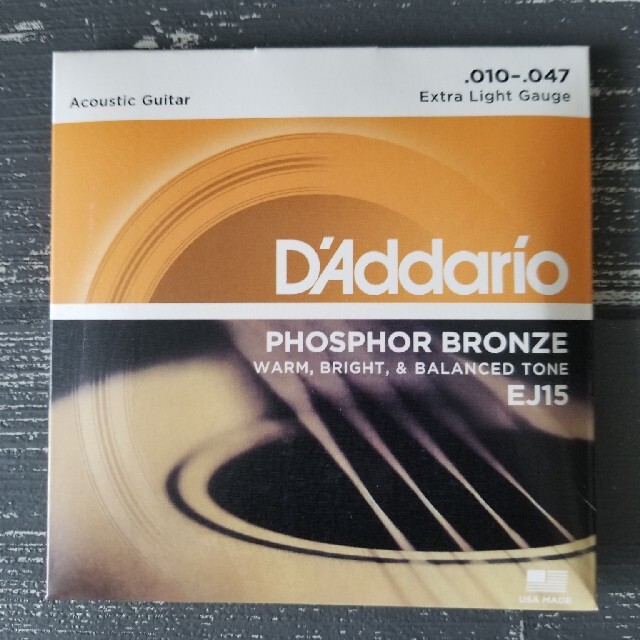 .010–.047
Acoustic Guitar
Extra Light Gauge
D'Addario
PHOSPHOR BRONZE
WARM, BRIGHT, & BALANCED TONE
EJ15
USA MADE